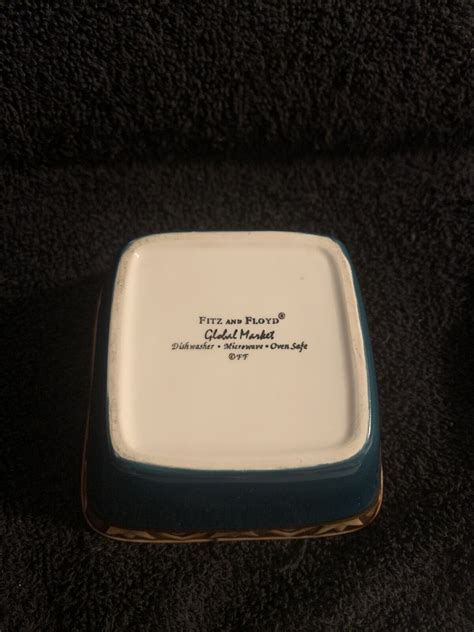 FITZ AND FLOYD®
Global Market
Dishwasher • Microwave • Oven Safe
©FF